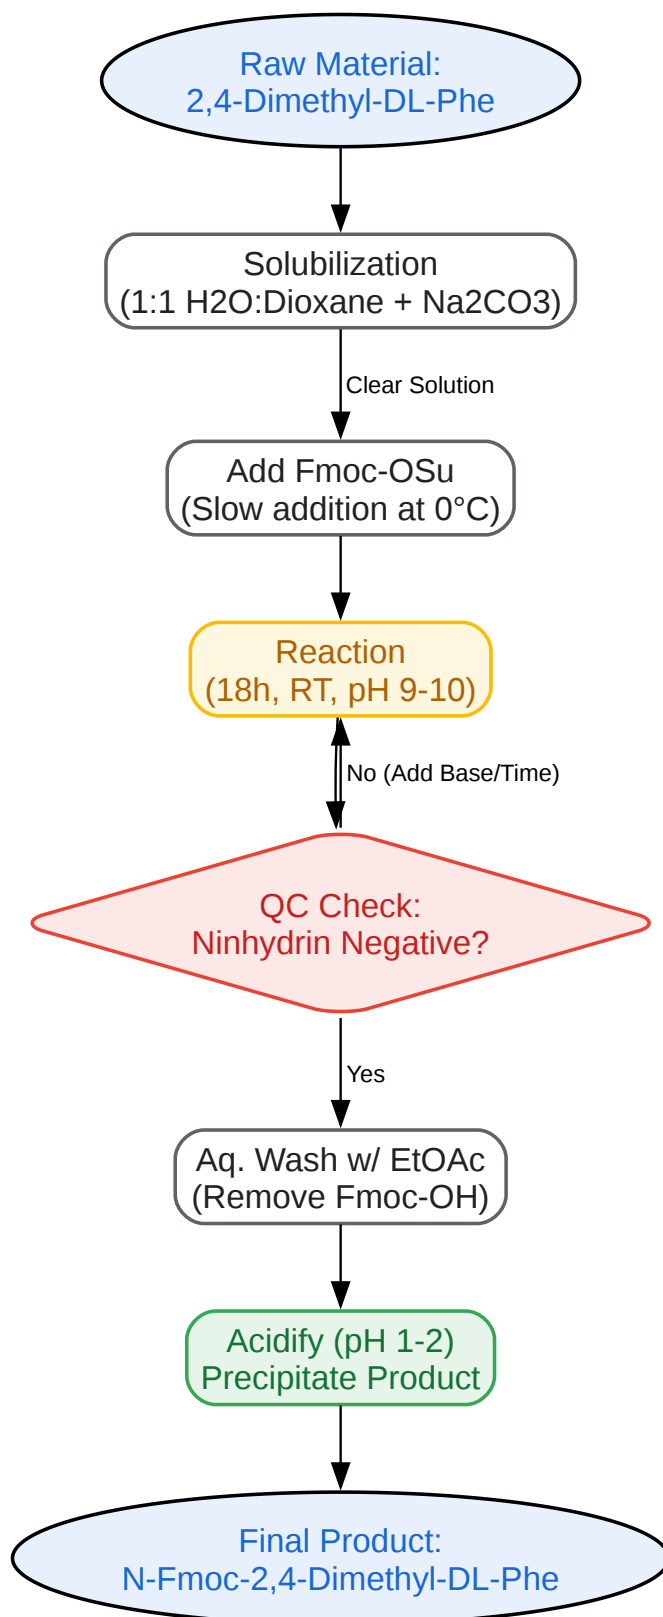 Raw Material:
2,4-Dimethyl-DL-Phe
Solubilization
(1:1 H2O:Dioxane + Na2CO3)
Clear Solution
Add Fmoc-OSu
(Slow addition at 0°C)
Reaction
(18h, RT, pH 9-10)
No (Add Base/Time)
QC Check:
Ninhydrin Negative?
Yes
Aq. Wash w/ EtOAc
(Remove Fmoc-OH)
Acidify (pH 1-2)
Precipitate Product
Final Product:
N-Fmoc-2,4-Dimethyl-DL-Phe